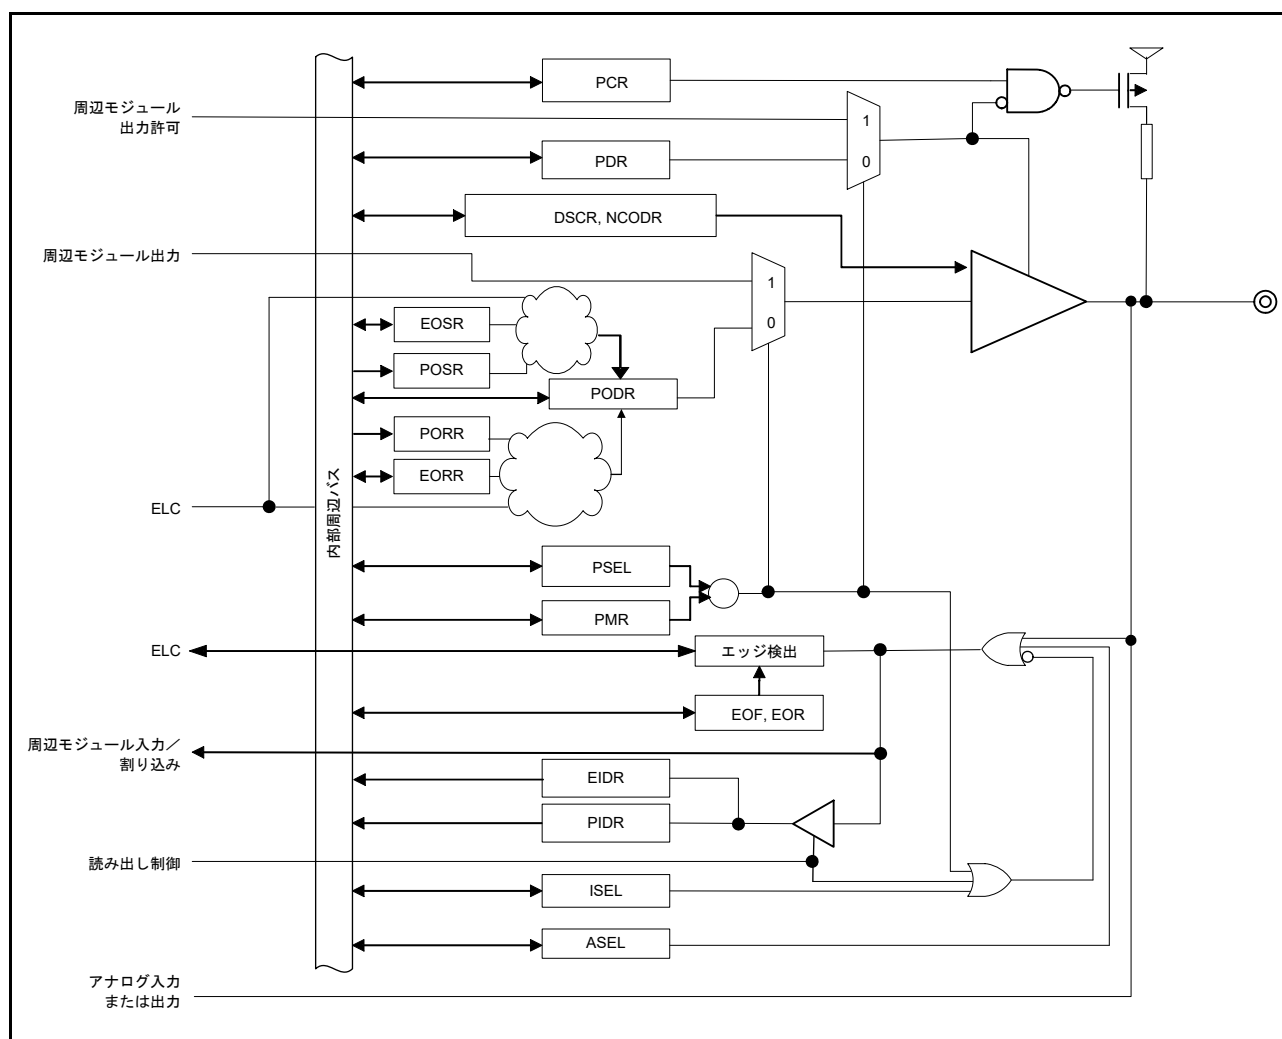 PCR
周辺モジュール
出力許可
1
PDR
0
DSCR, NCODR
周辺モジュール出力
1
EOSR
0
POSR
PODR
PORR
EORR
内部周辺バス
ELC
PSEL
PMR
ELC
エッジ検出
EOF, EOR
周辺モジュール入力／
割り込み
EIDR
PIDR
読み出し制御
ISEL
ASEL
アナログ入力
または出力